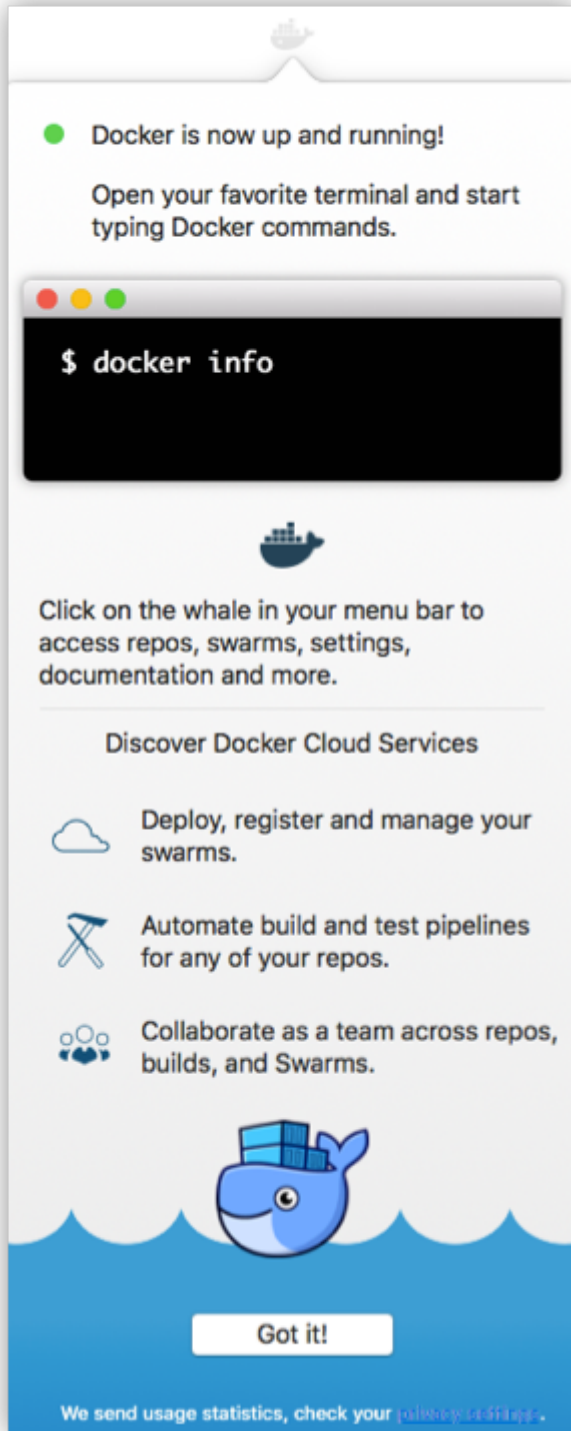 Docker is now up and running!
Open your favorite terminal and start
typing Docker commands.
$ docker info
Click on the whale in your menu bar to
access repos, swarms, settings,
documentation and more.
Discover Docker Cloud Services
Deploy, register and manage your
swarms.
Automate build and test pipelines
for any of your repos.
Collaborate as a team across repos,
builds, and Swarms.
Got it!
We send usage statistics, check your privacy settings.